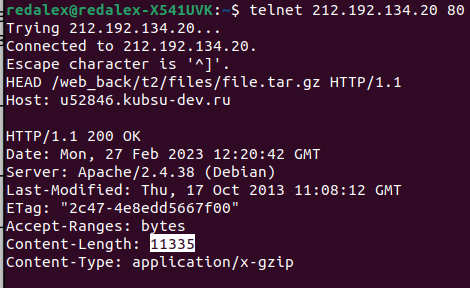 redalex@redalex-X541UVK:~$ telnet 212.192.134.20 80
Trying 212.192.134.20...
Connected to 212.192.134.20.
Escape character is '^]'.
HEAD /web_back/t2/files/file.tar.gz HTTP/1.1
Host: u52846.kubsu-dev.ru

HTTP/1.1 200 OK
Date: Mon, 27 Feb 2023 12:20:42 GMT
Server: Apache/2.4.38 (Debian)
Last-Modified: Thu, 17 Oct 2013 11:08:12 GMT
ETag: "2c47-4e8edd5667f00"
Accept-Ranges: bytes
Content-Length: 11335
Content-Type: application/x-gzip